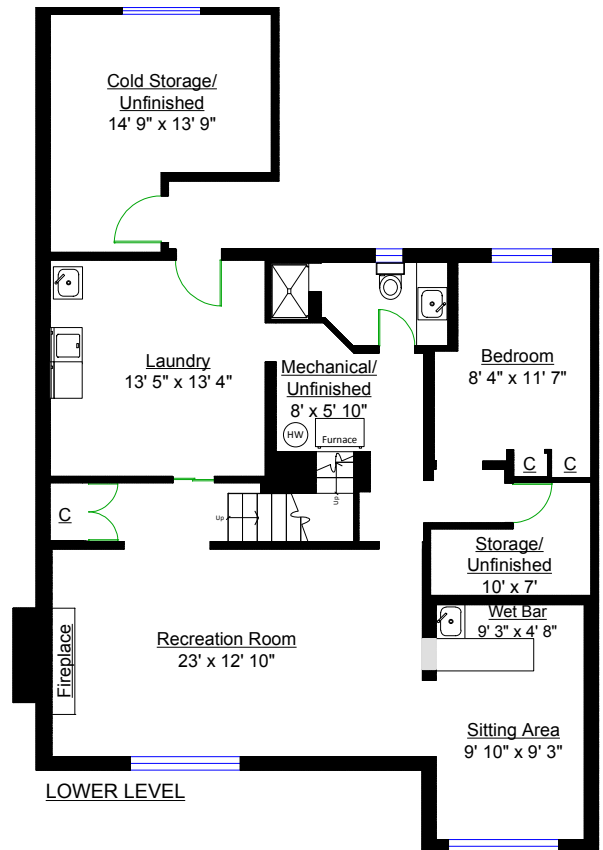 Cold Storage/
Unfinished
14' 9" x 13' 9"
Laundry
13' 5" x 13' 4"
Mechanical/
Unfinished
8' x 5' 10"
HW
Furnace
Bedroom
8' 4" x 11' 7"
C
C
C
Up
Up
Storage/
Unfinished
10' x 7'
Wet Bar
9' 3" x 4' 8"
Fireplace
Recreation Room
23' x 12' 10"
Sitting Area
9' 10" x 9' 3"
LOWER LEVEL